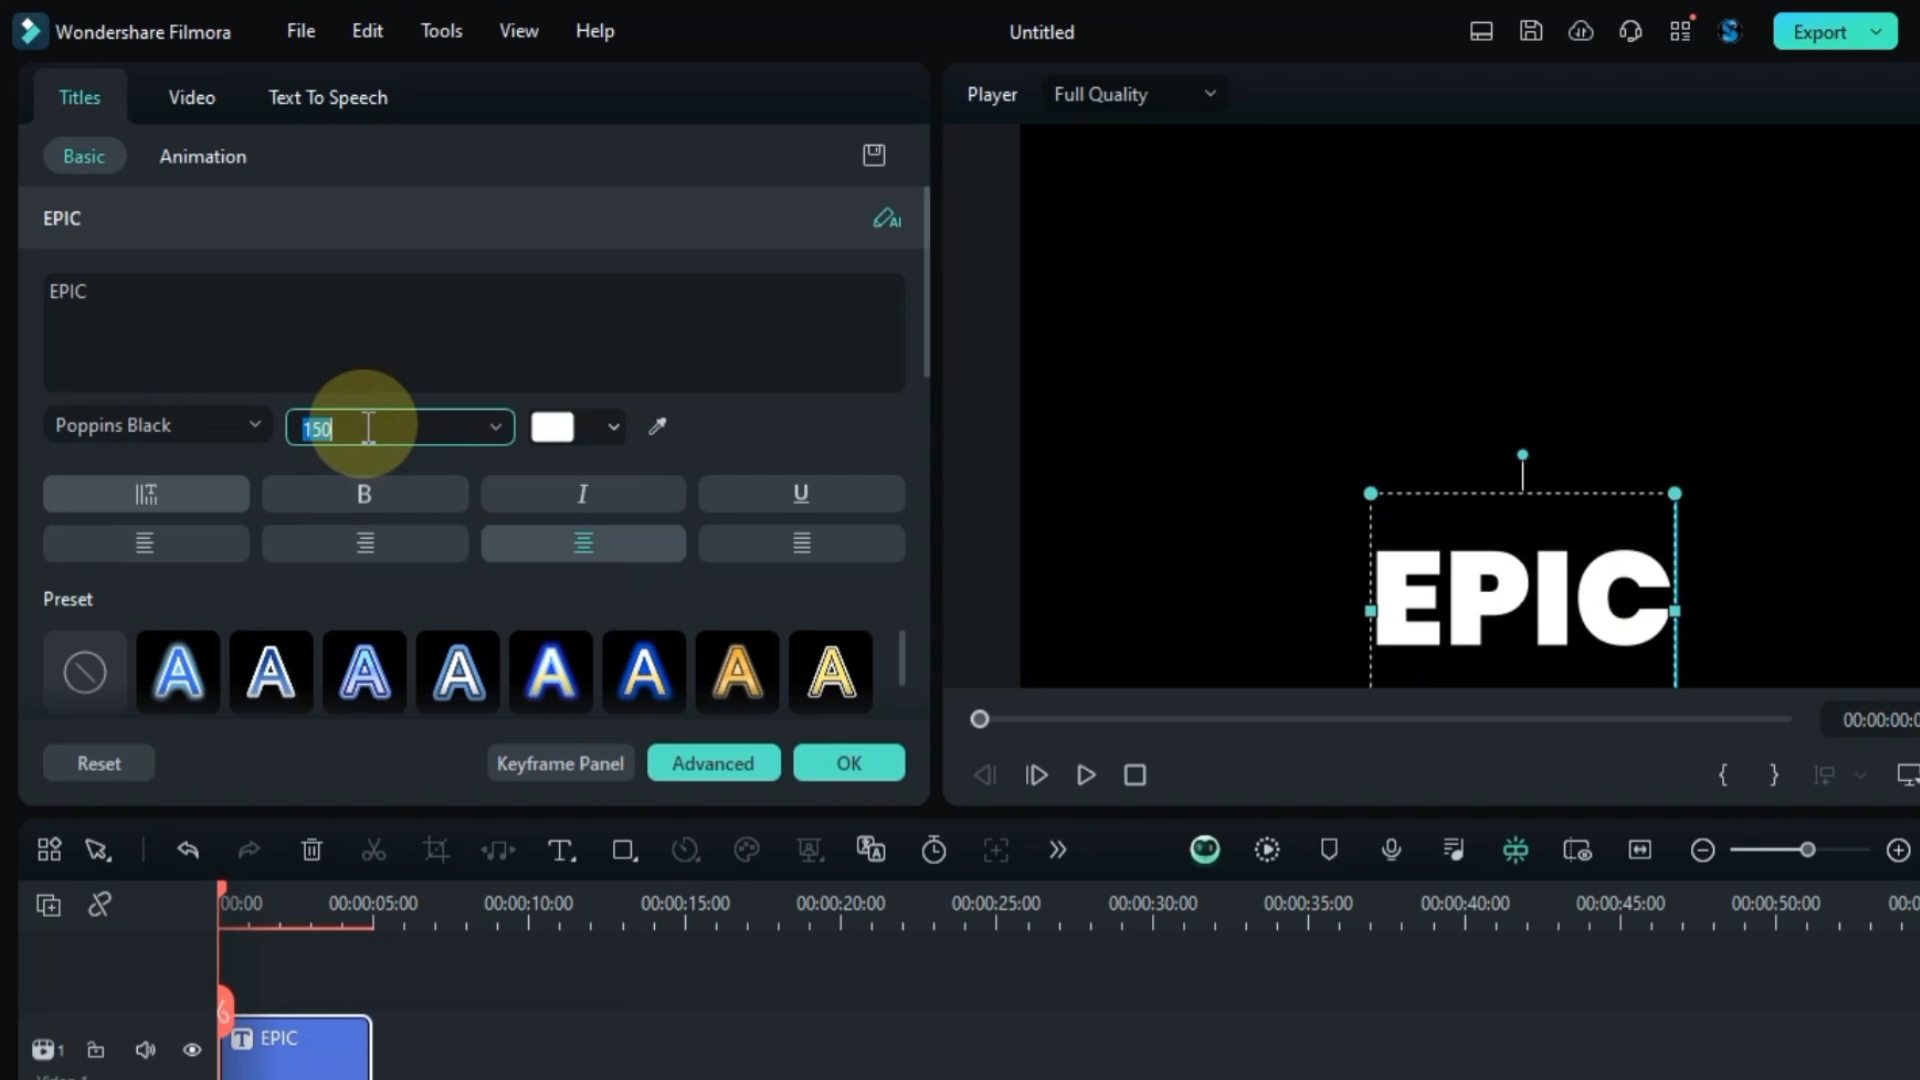 Wondershare Filmora File Edit Tools View Help Untitled Export
Titles Video Text To Speech
Player Full Quality
Basic Animation
EPIC
AI
EPIC
Poppins Black 150
T B I U
EPIC
Preset
A A A A A A A A
00:00:00:0
Reset Keyframe Panel Advanced OK
00:00 00:00:05:00 00:00:10:00 00:00:15:00 00:00:20:00 00:00:25:00 00:00:30:00 00:00:35:00 00:00:40:00 00:00:45:00 00:00:50:00 00:0
T EPIC
1